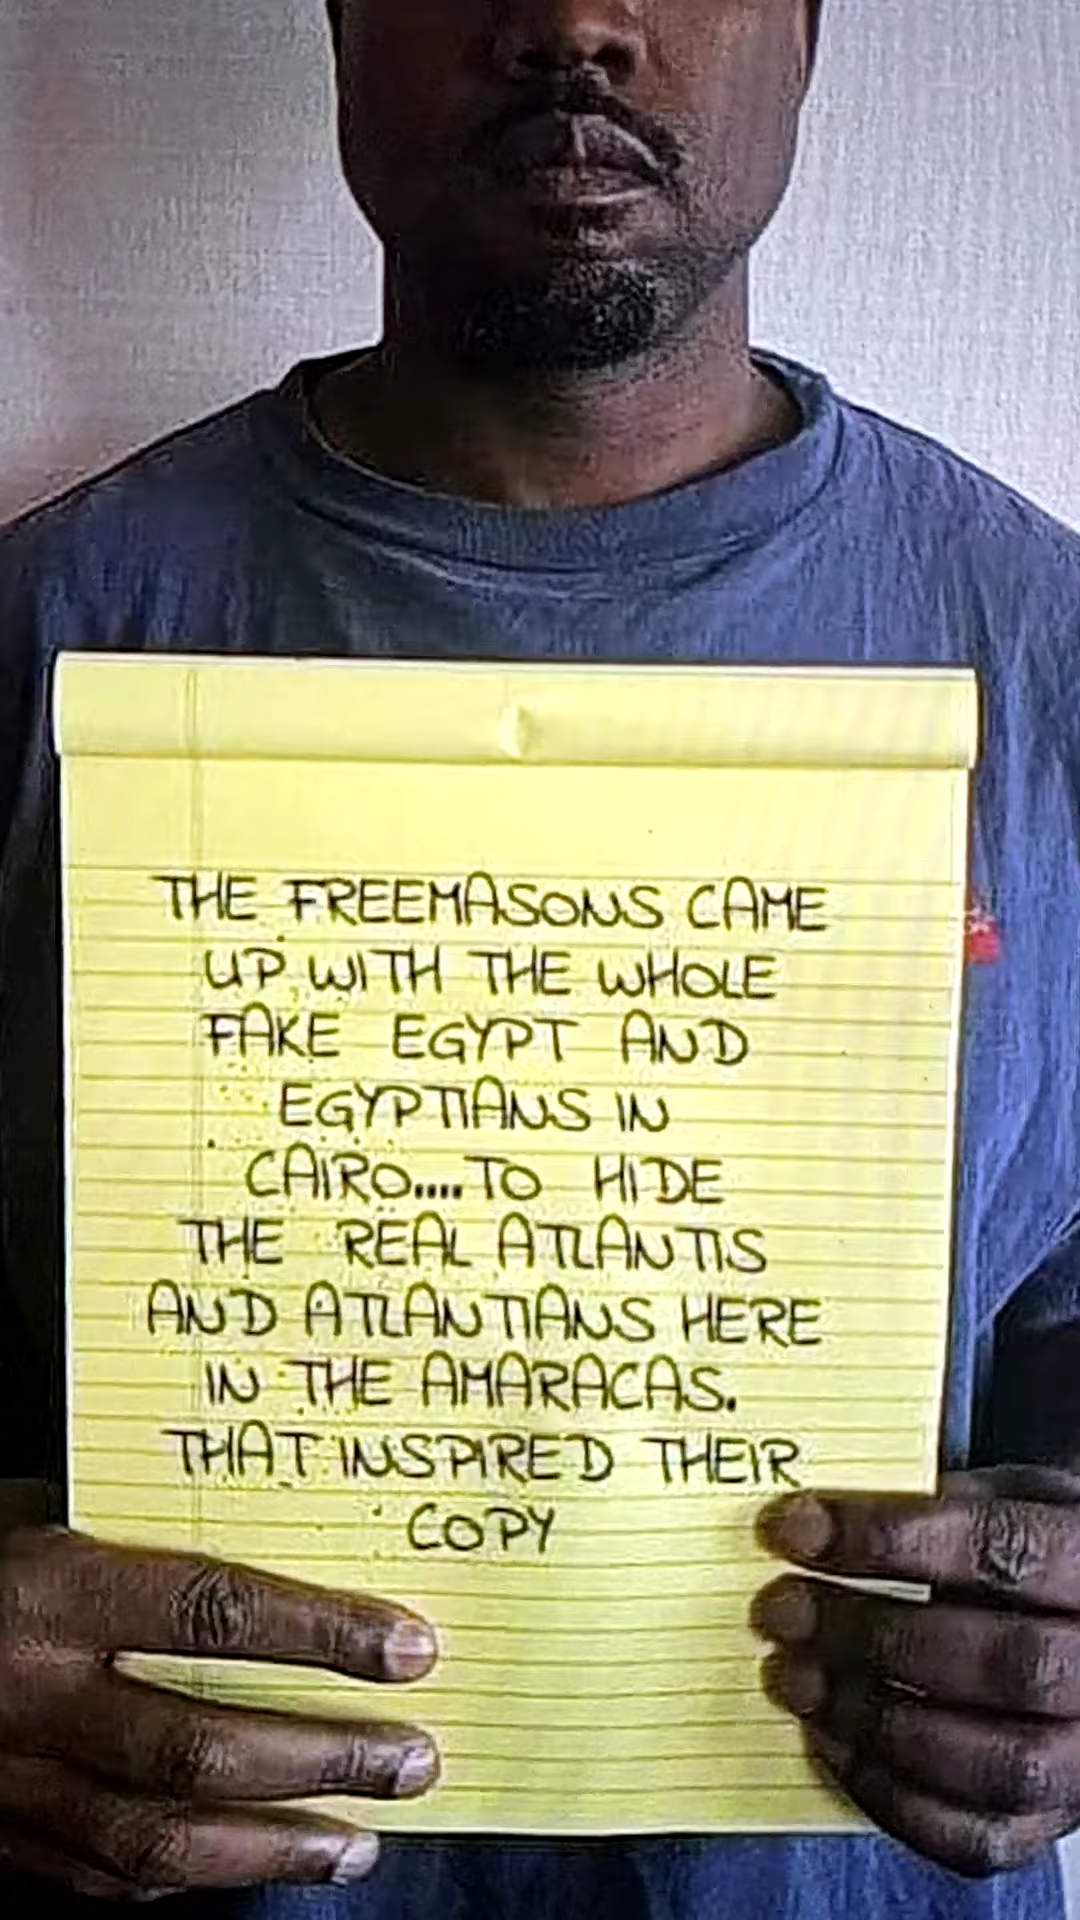 THE FREEMASONS CAME
UP WITH THE WHOLE
FAKE EGYPT AND
EGYPTIANS IN
CAIRO....TO HIDE
THE REAL ATLANTIS
AND ATLANTIANS HERE
IN THE AMARACAS.
THAT INSPIRED THEIR
COPY